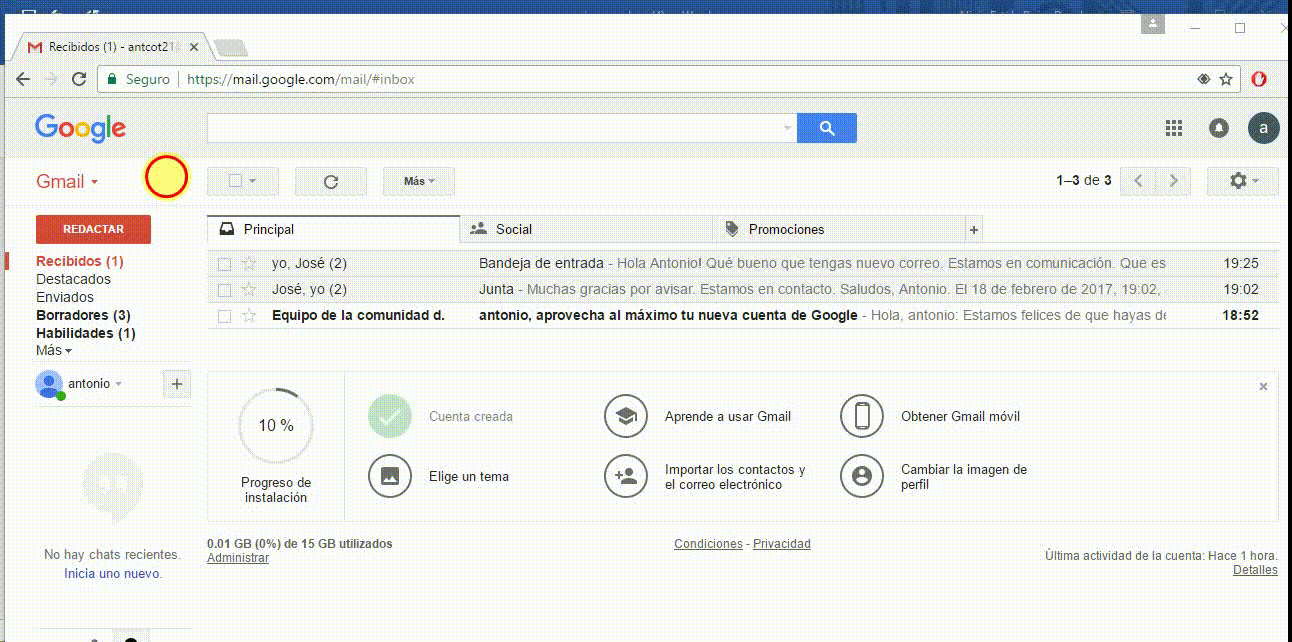 Recibidos (1) - antcot21
Seguro https://mail.google.com/mail/#inbox
Google
a
Gmail
Más
1–3 de 3
REDACTAR
Principal
Social
Promociones
+
Recibidos (1)
Destacados
Enviados
Borradores (3)
Habilidades (1)
Más
yo, José (2) Bandeja de entrada - Hola Antonio! Qué bueno que tengas nuevo correo. Estamos en comunicación. Que es 19:25
José, yo (2) Junta - Muchas gracias por avisar. Estamos en contacto. Saludos, Antonio. El 18 de febrero de 2017, 19:02, 19:02
Equipo de la comunidad d. antonio, aprovecha al máximo tu nueva cuenta de Google - Hola, antonio: Estamos felices de que hayas de 18:52
antonio
+
10 %
Progreso de
instalación
Cuenta creada
Aprende a usar Gmail
Obtener Gmail móvil
Elige un tema
Importar los contactos y
el correo electrónico
Cambiar la imagen de
perfil
No hay chats recientes.
Inicia uno nuevo.
0.01 GB (0%) de 15 GB utilizados
Administrar
Condiciones - Privacidad
Última actividad de la cuenta: Hace 1 hora.
Detalles